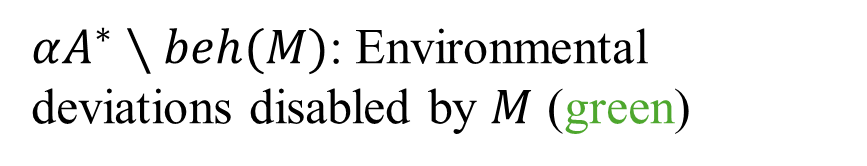 αA* \ beh(M): Environmental
deviations disabled by M (green)